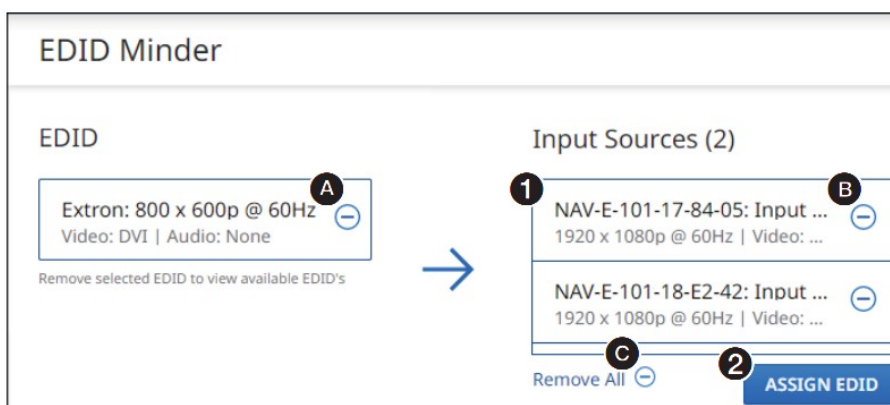 EDID Minder
EDID
A
Extron: 800 x 600p @ 60Hz
Video: DVI | Audio: None
Remove selected EDID to view available EDID's
Input Sources (2)
1
B
NAV-E-101-17-84-05: Input ...
1920 x 1080p @ 60Hz | Video: ...
NAV-E-101-18-E2-42: Input ...
1920 x 1080p @ 60Hz | Video: ...
C
Remove All
2
ASSIGN EDID